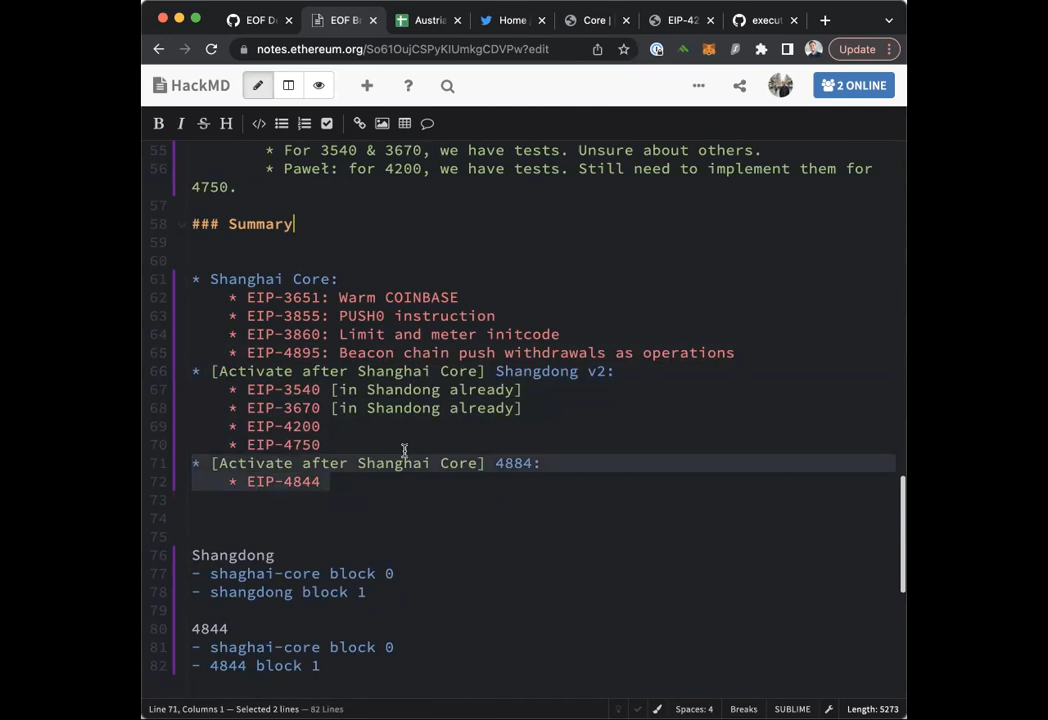 EOF D
EOF B
Austria
Home
Core |
EIP-42
execut
notes.ethereum.org/So61OujCSPyKIUmkgCDVPw?edit
Update
HackMD
2 ONLINE
B I S H
55 * For 3540 & 3670, we have tests. Unsure about others.
56 * Paweł: for 4200, we have tests. Still need to implement them for
4750.
57
58 ### Summary
59
60
61 * Shanghai Core:
62 * EIP-3651: Warm COINBASE
63 * EIP-3855: PUSH0 instruction
64 * EIP-3860: Limit and meter initcode
65 * EIP-4895: Beacon chain push withdrawals as operations
66 * [Activate after Shanghai Core] Shangdong v2:
67 * EIP-3540 [in Shandong already]
68 * EIP-3670 [in Shandong already]
69 * EIP-4200
70 * EIP-4750
71 * [Activate after Shanghai Core] 4884:
72 * EIP-4844
73
74
75
76 Shangdong
77 - shaghai-core block 0
78 - shangdong block 1
79
80 4844
81 - shaghai-core block 0
82 - 4844 block 1
Line 71, Columns 1 — Selected 2 lines — 82 Lines
Spaces: 4
Breaks
SUBLIME
Length: 5273